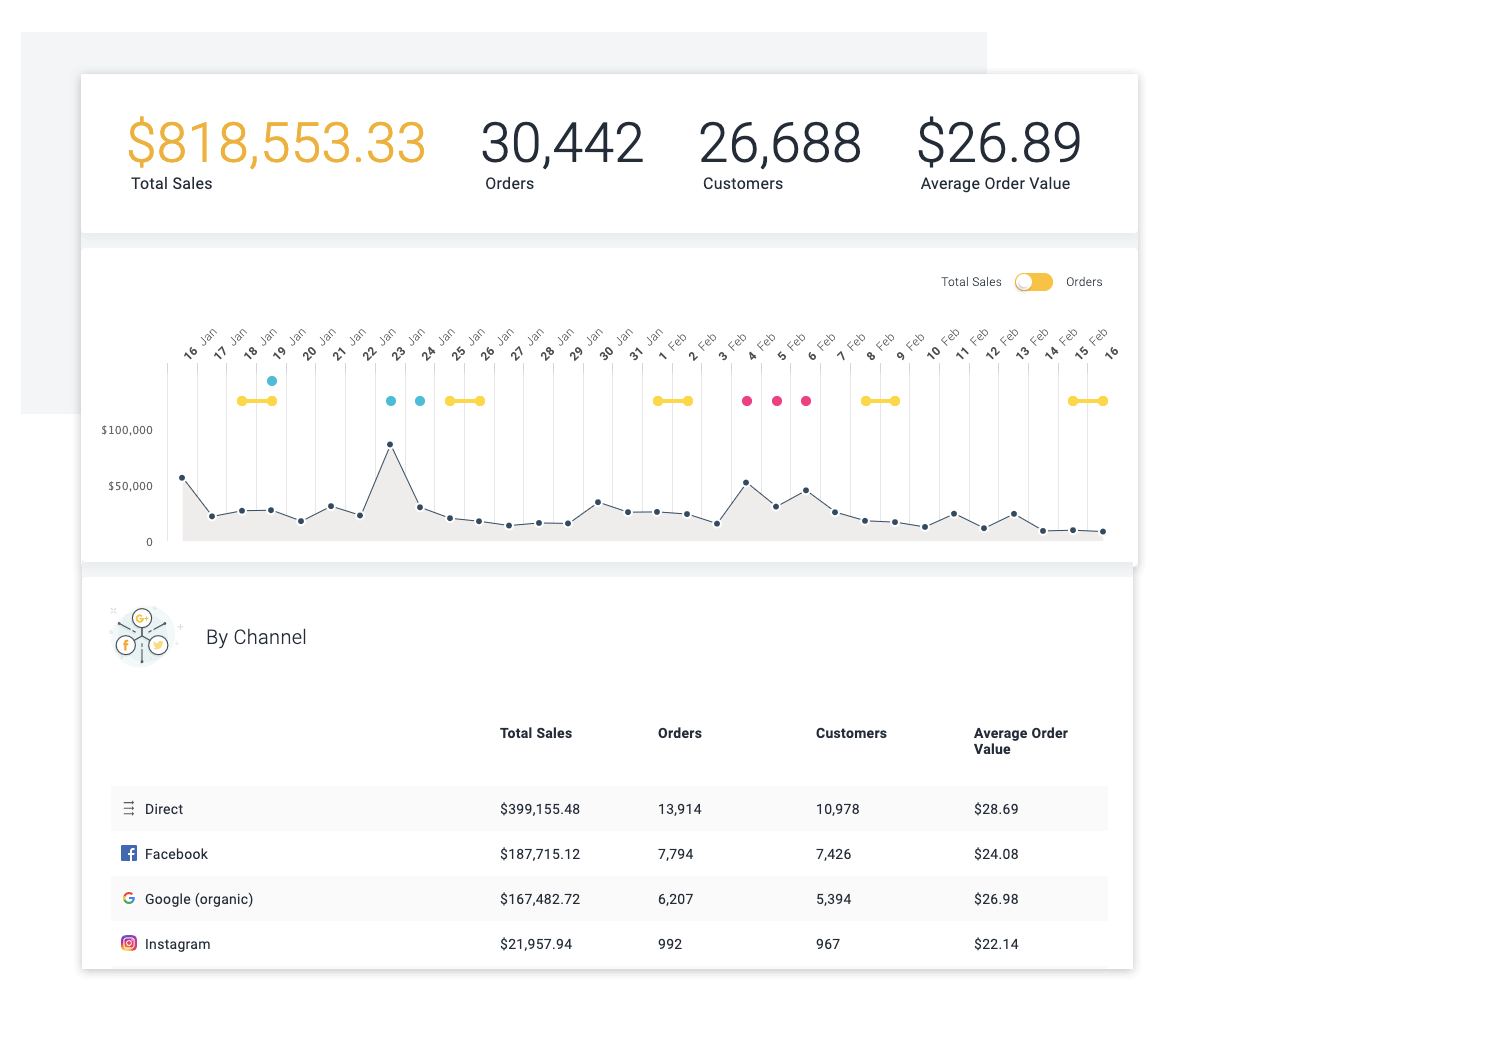 $818,553.33 30,442 26,688 $26.89
Total Sales Orders Customers Average Order Value
Total Sales Orders
16 Jan 17 Jan 18 Jan 19 Jan 20 Jan 21 Jan 22 Jan 23 Jan 24 Jan 25 Jan 26 Jan 27 Jan 28 Jan 29 Jan 30 Jan 31 Jan 1 Feb 2 Feb 3 Feb 4 Feb 5 Feb 6 Feb 7 Feb 8 Feb 9 Feb 10 Feb 11 Feb 12 Feb 13 Feb 14 Feb 15 Feb 16
$100,000
$50,000
0
G+
f
By Channel
Total Sales Orders Customers Average Order
Value
Direct $399,155.48 13,914 10,978 $28.69
Facebook $187,715.12 7,794 7,426 $24.08
Google (organic) $167,482.72 6,207 5,394 $26.98
Instagram $21,957.94 992 967 $22.14